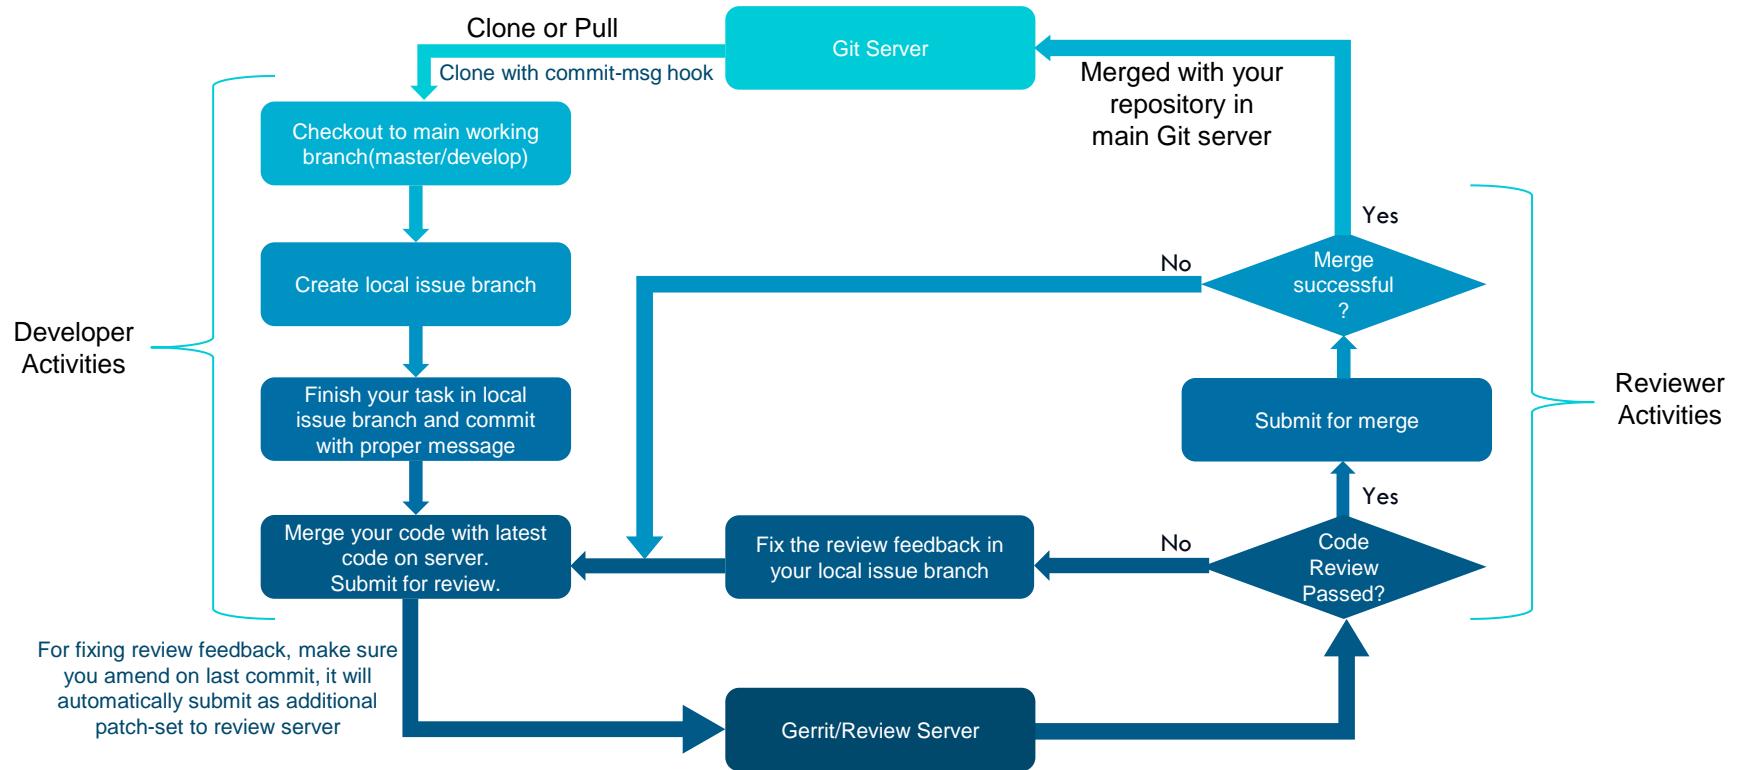 Clone or Pull
Clone with commit-msg hook
Git Server
Merged with your
repository in
main Git server
Checkout to main working
branch(master/develop)
Create local issue branch
Finish your task in local
issue branch and commit
with proper message
Merge your code with latest
code on server.
Submit for review.
Developer
Activities
For fixing review feedback, make sure
you amend on last commit, it will
automatically submit as additional
patch-set to review server
Fix the review feedback in
your local issue branch
Gerrit/Review Server
Yes
No
Merge
successful
?
Submit for merge
Yes
No
Code
Review
Passed?
Reviewer
Activities